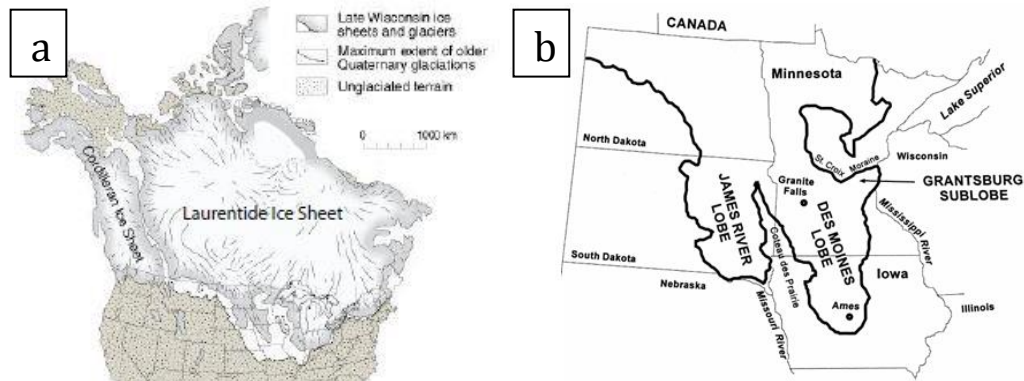 a
Late Wisconsin ice
sheets and glaciers
Maximum extent of older
Quaternary glaciations
Unglaciated terrain
0 1000 km
Cordilleran Ice Sheet
Laurentide Ice Sheet
b
CANADA
Minnesota
Lake Superior
North Dakota
St. Croix Moraine
Wisconsin
Granite
Falls
GRANTSBURG
SUBLOBE
JAMES RIVER
LOBE
DES MOINES
LOBE
Mississippi River
Coteau des Prairie
South Dakota
Nebraska
Iowa
Missouri River
Ames
Illinois